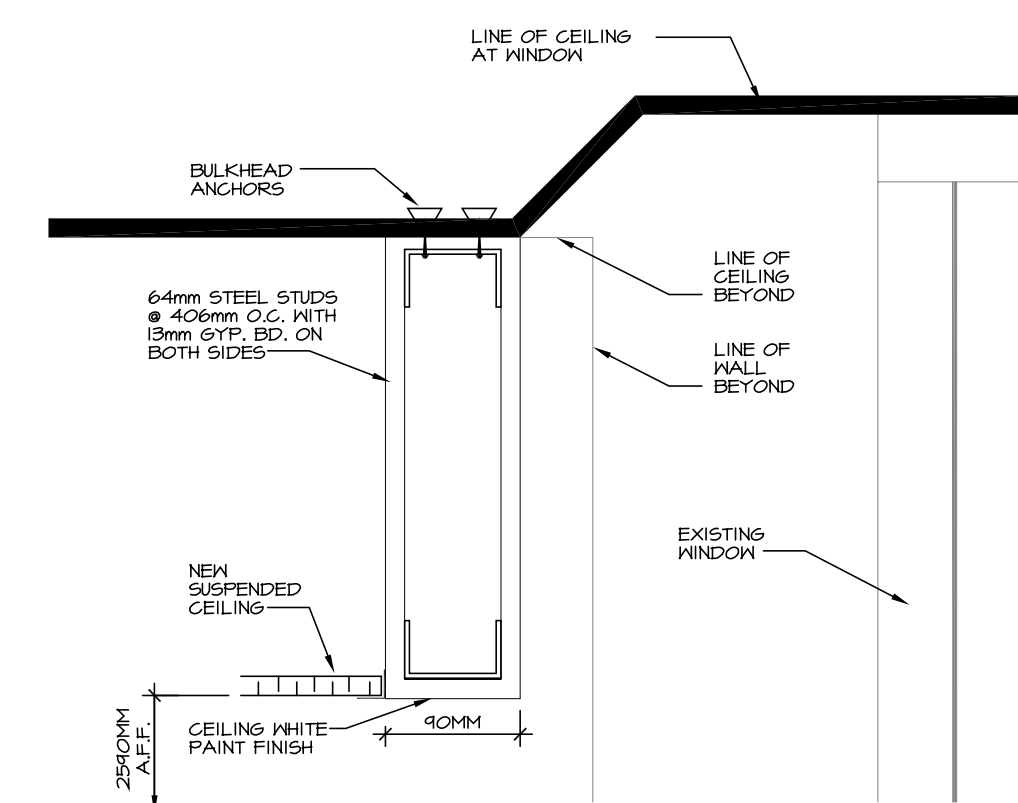 LINE OF CEILING
AT WINDOW
BULKHEAD
ANCHORS
LINE OF
CEILING
BEYOND
64mm STEEL STUDS
@ 406mm O.C. WITH
13mm GYP. BD. ON
BOTH SIDES
LINE OF
WALL
BEYOND
EXISTING
WINDOW
NEW
SUSPENDED
CEILING
CEILING WHITE
PAINT FINISH
90MM
2590MM
A.F.F.